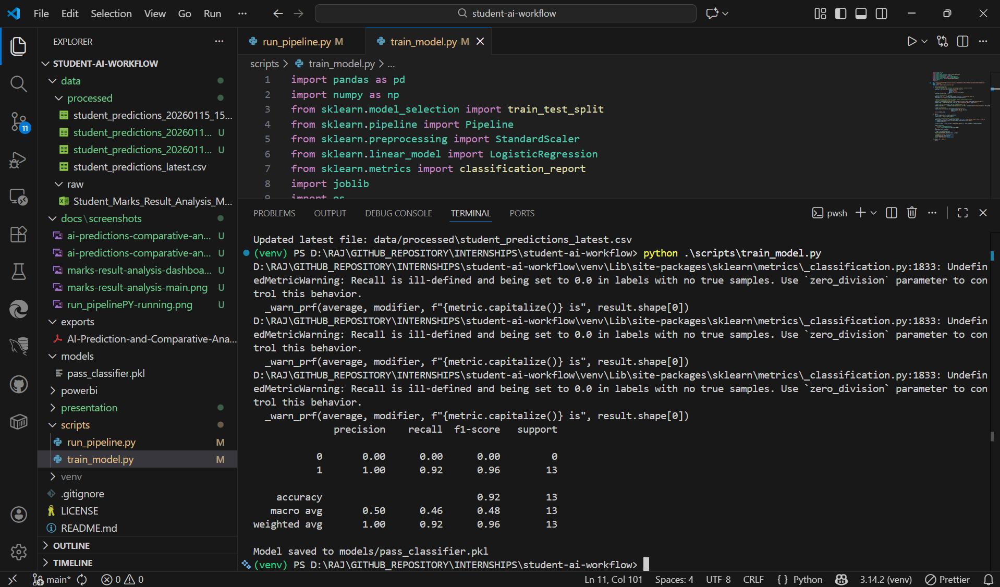 File Edit Selection View Go Run ···
student-ai-workflow
EXPLORER
STUDENT-AI-WORKFLOW
data
processed
student_predictions_20260115_15...
student_predictions_2026011... U
student_predictions_2026011... U
student_predictions_latest.csv
raw
Student_Marks_Result_Analysis_M...
docs\screenshots
ai-predictions-comparative-an... U
ai-predictions-comparative-an... U
marks-result-analysis-dashboa... U
marks-result-analysis-main.png U
run_pipelinePY-running.png U
exports
AI-Prediction-and-Comparative-Ana...
models
pass_classifier.pkl
powerbi
presentation
scripts
run_pipeline.py M
train_model.py M
venv
.gitignore
LICENSE
README.md
OUTLINE
TIMELINE
11
run_pipeline.py M
train_model.py M
scripts > train_model.py > ...
1 import pandas as pd
2 import numpy as np
3 from sklearn.model_selection import train_test_split
4 from sklearn.pipeline import Pipeline
5 from sklearn.preprocessing import StandardScaler
6 from sklearn.linear_model import LogisticRegression
7 from sklearn.metrics import classification_report
8 import joblib
9 import os
PROBLEMS OUTPUT DEBUG CONSOLE TERMINAL PORTS
pwsh
Updated latest file: data/processed\student_predictions_latest.csv
(venv) PS D:\RAJ\GITHUB_REPOSITORY\INTERNSHIPS\student-ai-workflow> python .\scripts\train_model.py
D:\RAJ\GITHUB_REPOSITORY\INTERNSHIPS\student-ai-workflow\venv\Lib\site-packages\sklearn\metrics\_classification.py:1833: Undefin
edMetricWarning: Recall is ill-defined and being set to 0.0 in labels with no true samples. Use `zero_division` parameter to con
trol this behavior.
_warn_prf(average, modifier, f"{metric.capitalize()} is", result.shape[0])
D:\RAJ\GITHUB_REPOSITORY\INTERNSHIPS\student-ai-workflow\venv\Lib\site-packages\sklearn\metrics\_classification.py:1833: Undefin
edMetricWarning: Recall is ill-defined and being set to 0.0 in labels with no true samples. Use `zero_division` parameter to con
trol this behavior.
_warn_prf(average, modifier, f"{metric.capitalize()} is", result.shape[0])
D:\RAJ\GITHUB_REPOSITORY\INTERNSHIPS\student-ai-workflow\venv\Lib\site-packages\sklearn\metrics\_classification.py:1833: Undefin
edMetricWarning: Recall is ill-defined and being set to 0.0 in labels with no true samples. Use `zero_division` parameter to con
trol this behavior.
_warn_prf(average, modifier, f"{metric.capitalize()} is", result.shape[0])
precision recall f1-score support
0 0.00 0.00 0.00 0
1 1.00 0.92 0.96 13
accuracy 0.92 13
macro avg 0.50 0.46 0.48 13
weighted avg 1.00 0.92 0.96 13
Model saved to models/pass_classifier.pkl
(venv) PS D:\RAJ\GITHUB_REPOSITORY\INTERNSHIPS\student-ai-workflow>
main* 0 0 Ln 11, Col 101 Spaces: 4 UTF-8 CRLF { } Python 3.14.2 (venv) Prettier